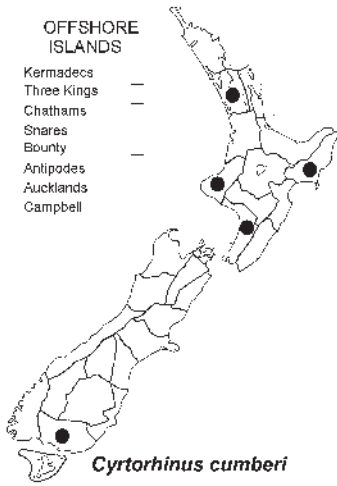 OFFSHORE
ISLANDS
Kermadecs
Three Kings
Chathams
Snares
Bounty
Antipodes
Aucklands
Campbell
Cyrtorhinus cumberi